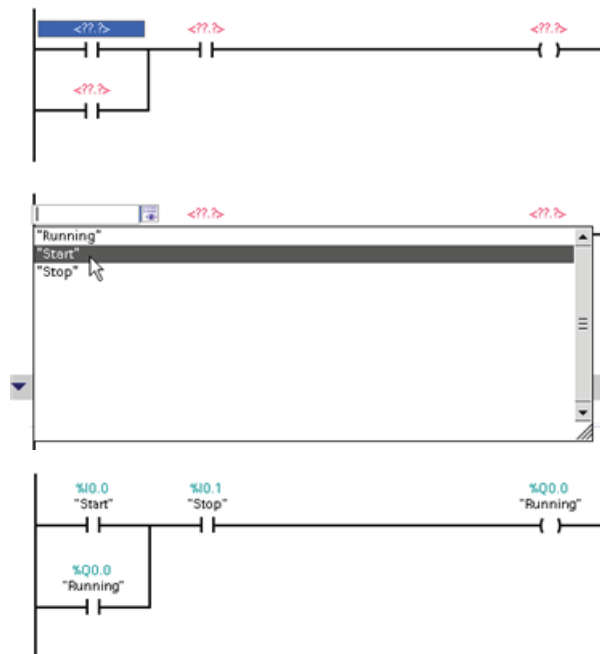 <??.?> <??.?> <??.?>
<??.?>
<??.?> <??.?>
"Running"
"Start"
"Stop"
%I0.0 %I0.1 %Q0.0
"Start" "Stop" "Running"
%Q0.0
"Running"